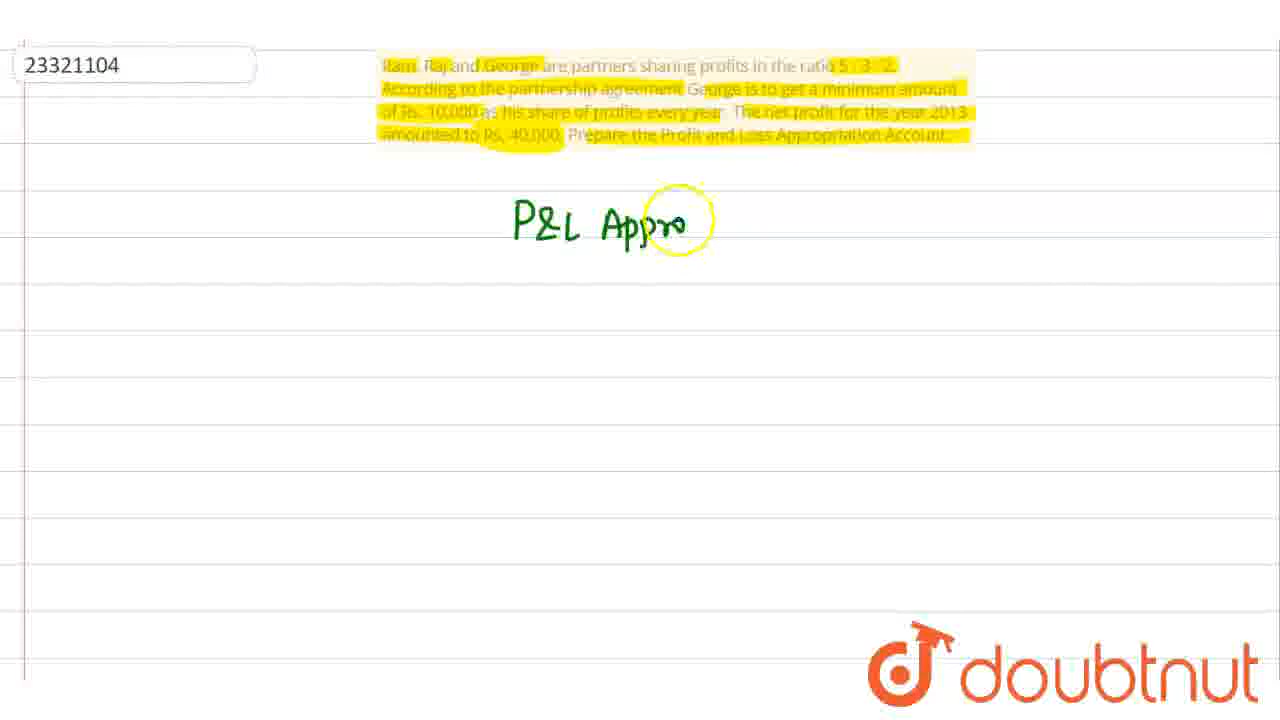 23321104
Ram. Raj and George are partners sharing profits in the ratio 5 : 3 : 2.
According to the partnership agreement George is to get a minimum amount
of Rs. 10,000 as his share of profits every year. The net profit for the year 2013
amounted to Rs, 40,000. Prepare the Profit and Loss Appropriation Account.
P&L Appro
doubtnut